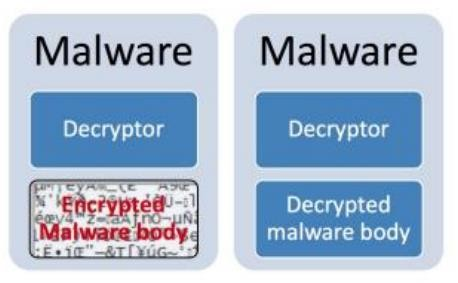 Malware
Decryptor
Encrypted
Malware body
Malware
Decryptor
Decrypted
malware body